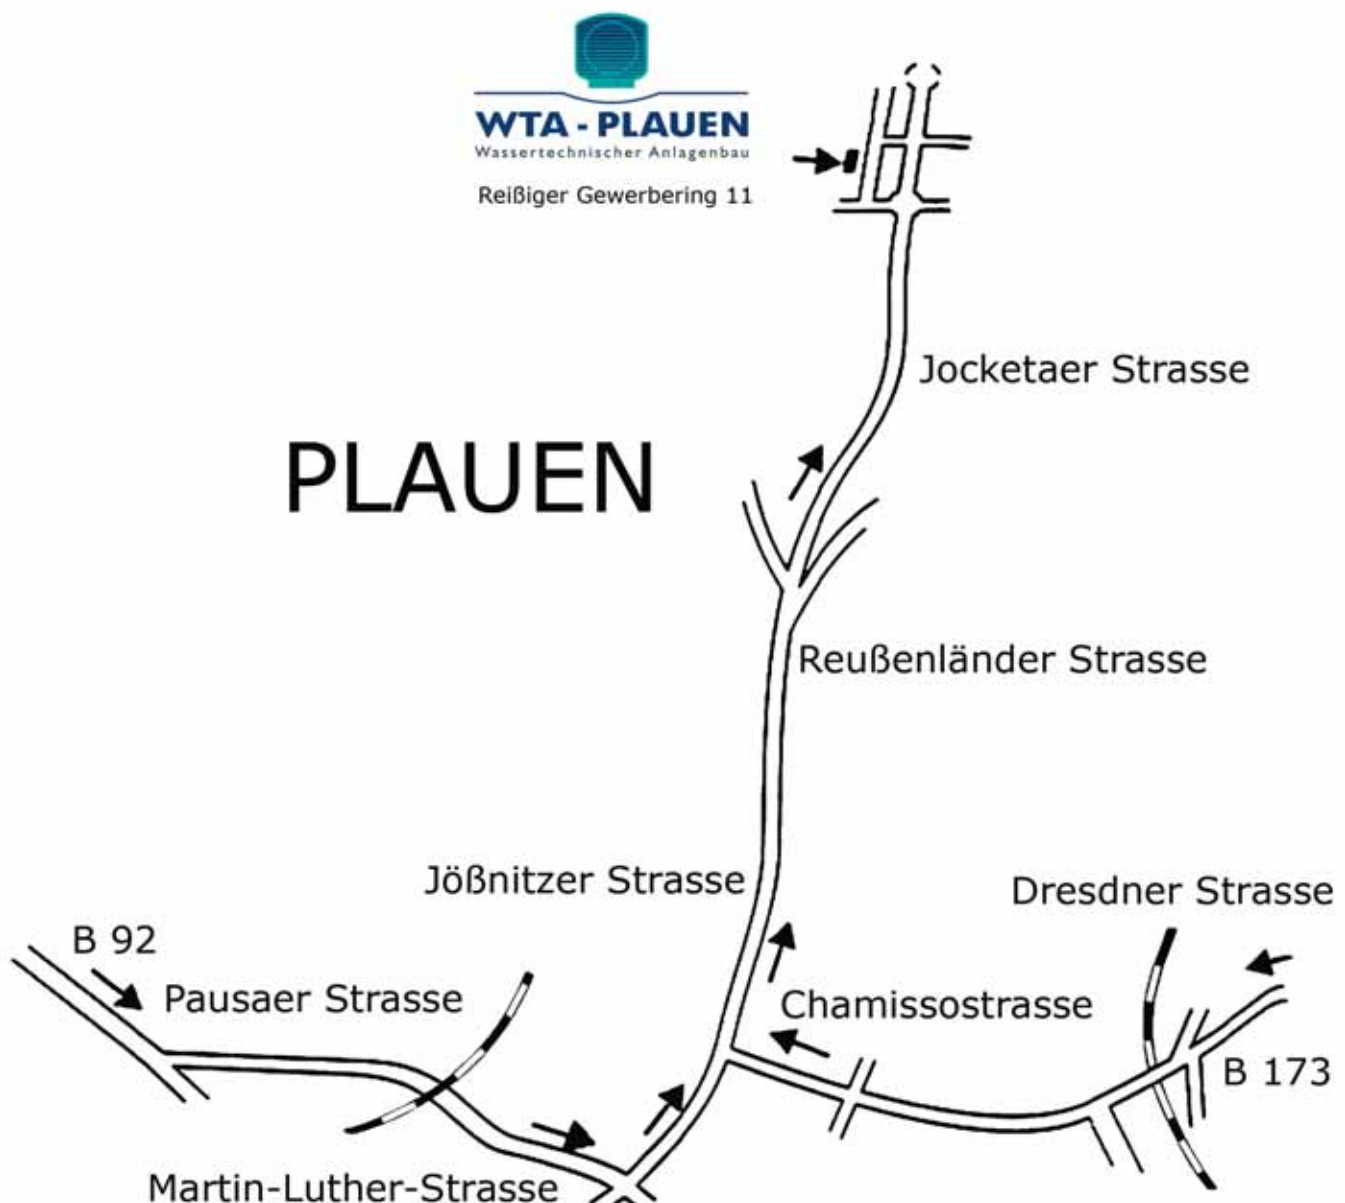 WTA - PLAUEN
Wassertechnischer Anlagenbau
Reißiger Gewerbering 11
Jocketaer Strasse
PLAUEN
Reußenländer Strasse
Jößnitzer Strasse
Dresdner Strasse
B 92
Pausaer Strasse
Chamissostrasse
B 173
Martin-Luther-Strasse